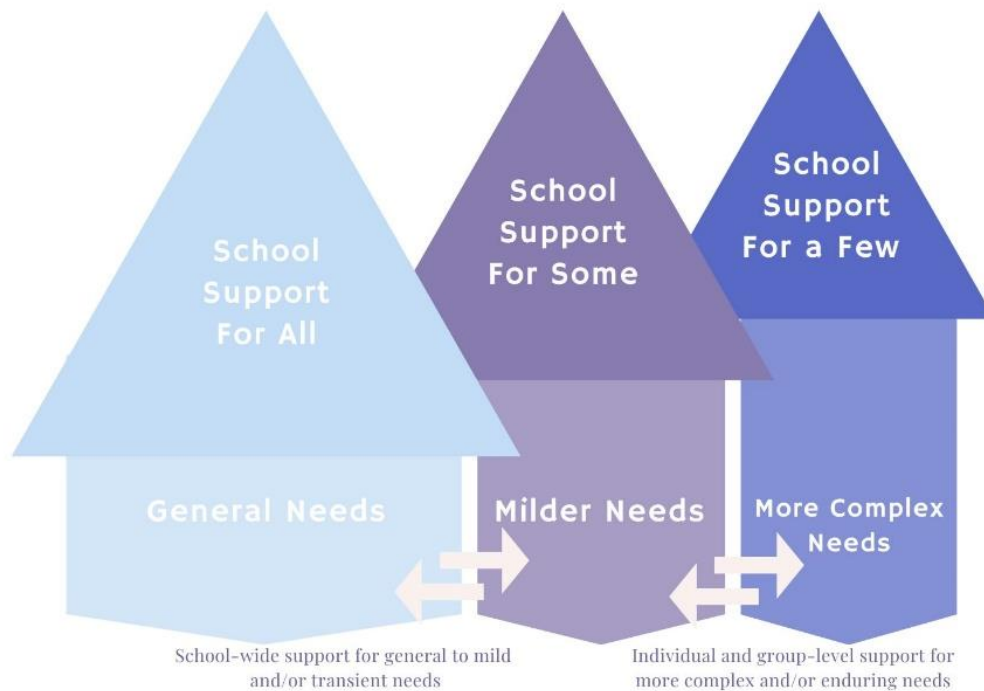 School
Support
For All
School
Support
For Some
School
Support
For a Few
General Needs
Milder Needs
More Complex
Needs
School-wide support for general to mild
and/or transient needs
Individual and group-level support for
more complex and/or enduring needs